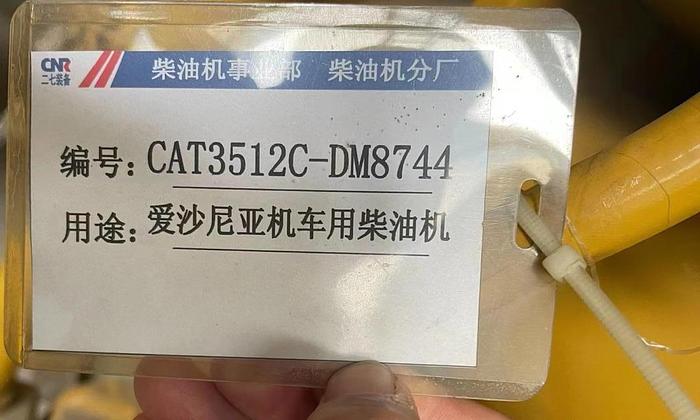 CNR
二七装备
柴油机事业部 柴油机分厂
编号: CAT3512C-DM8744
用途: 爱沙尼亚机车用柴油机